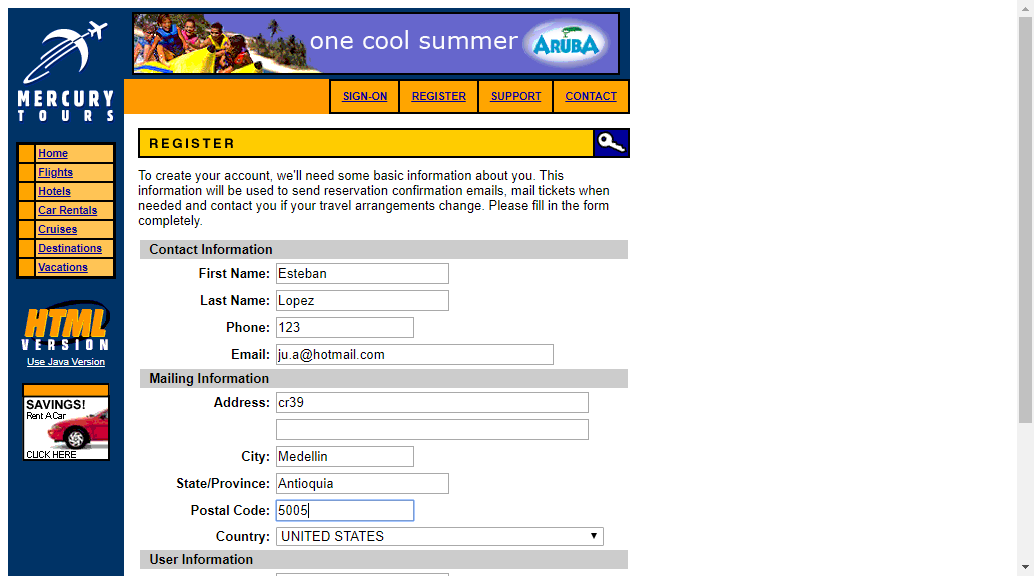 one cool summer ARUBA
MERCURY
TOURS
SIGN-ON REGISTER SUPPORT CONTACT
Home
Flights
Hotels
Car Rentals
Cruises
Destinations
Vacations
HTML
VERSION
Use Java Version
SAVINGS!
Rent A Car
CLICK HERE
REGISTER
To create your account, we'll need some basic information about you. This
information will be used to send reservation confirmation emails, mail tickets when
needed and contact you if your travel arrangements change. Please fill in the form
completely.
Contact Information
First Name: Esteban
Last Name: Lopez
Phone: 123
Email: ju.a@hotmail.com
Mailing Information
Address: cr39
City: Medellin
State/Province: Antioquia
Postal Code: 5005
Country: UNITED STATES
User Information